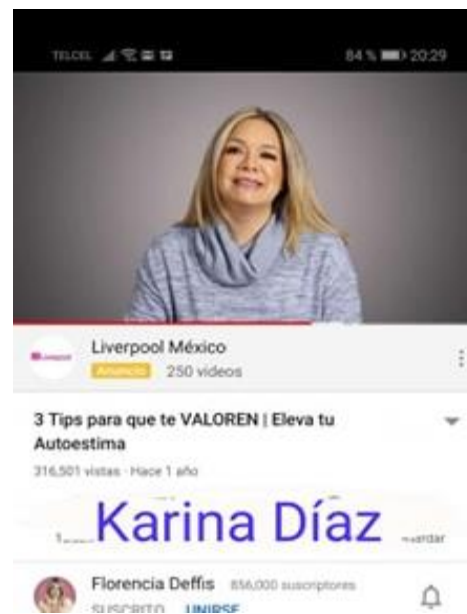 TELCEL 84 % 20:29
Liverpool México
Anuncio 250 videos
3 Tips para que te VALOREN | Eleva tu
Autoestima
316,501 vistas · Hace 1 año
Karina Díaz
Florencia Deffis 856,000 suscriptores
SUSCRITO UNIRSE